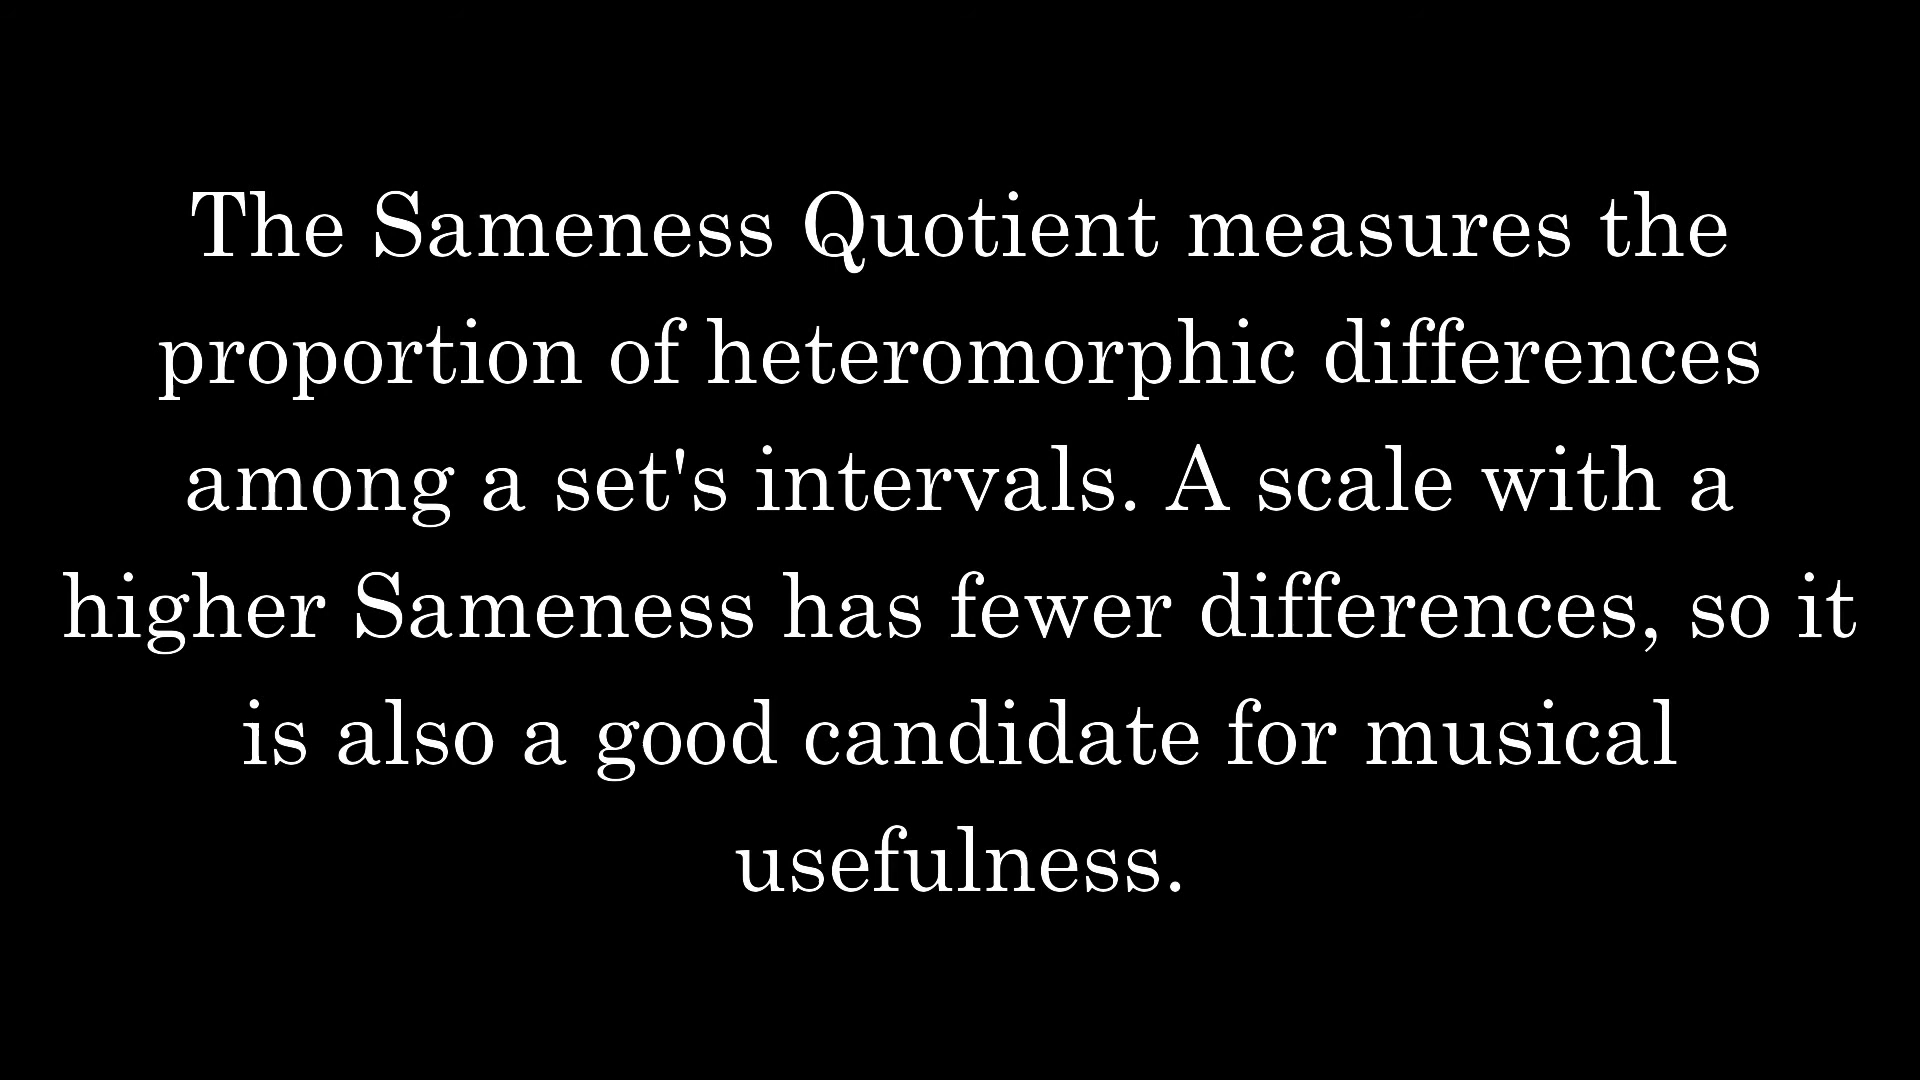 The Sameness Quotient measures the
proportion of heteromorphic differences
among a set's intervals. A scale with a
higher Sameness has fewer differences, so it
is also a good candidate for musical
usefulness.